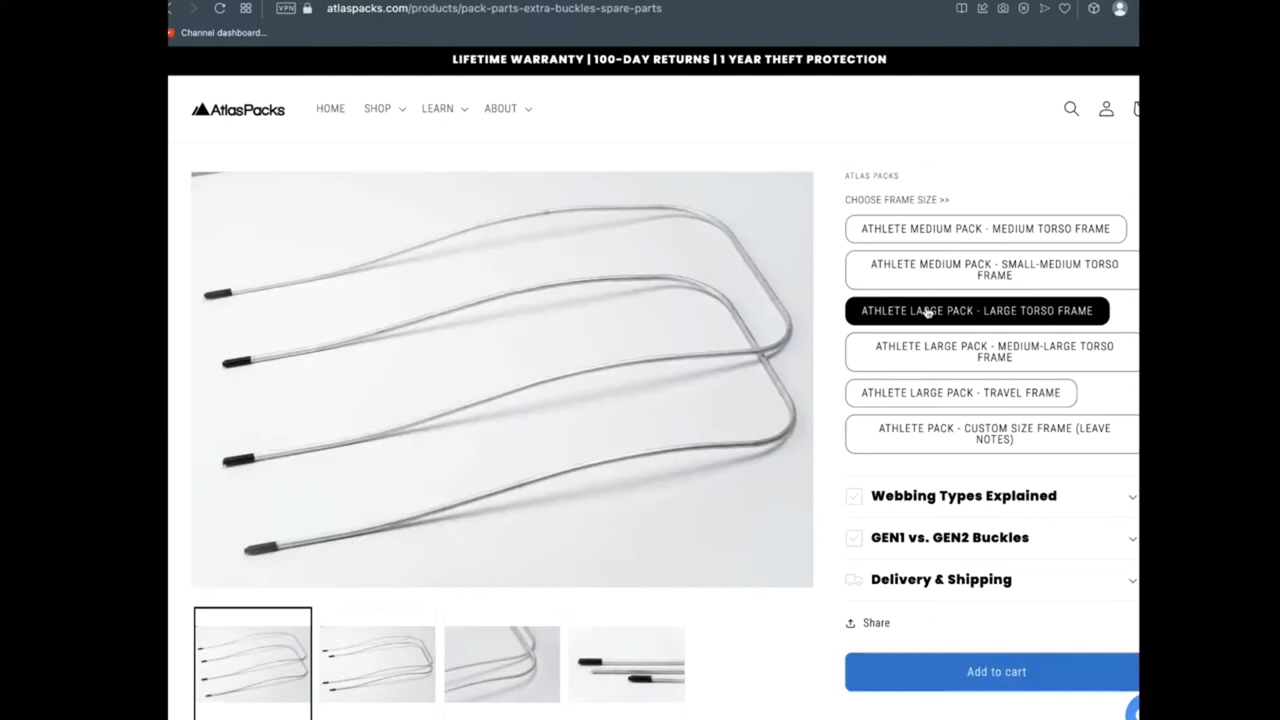 VPN
atlaspacks.com/products/pack-parts-extra-buckles-spare-parts
Channel dashboard...
LIFETIME WARRANTY | 100-DAY RETURNS | 1 YEAR THEFT PROTECTION
AtlasPacks
HOME
SHOP
LEARN
ABOUT
ATLAS PACKS
CHOOSE FRAME SIZE >>
ATHLETE MEDIUM PACK - MEDIUM TORSO FRAME
ATHLETE MEDIUM PACK - SMALL-MEDIUM TORSO
FRAME
ATHLETE LARGE PACK - LARGE TORSO FRAME
ATHLETE LARGE PACK - MEDIUM-LARGE TORSO
FRAME
ATHLETE LARGE PACK - TRAVEL FRAME
ATHLETE PACK - CUSTOM SIZE FRAME (LEAVE
NOTES)
Webbing Types Explained
GEN1 vs. GEN2 Buckles
Delivery & Shipping
Share
Add to cart